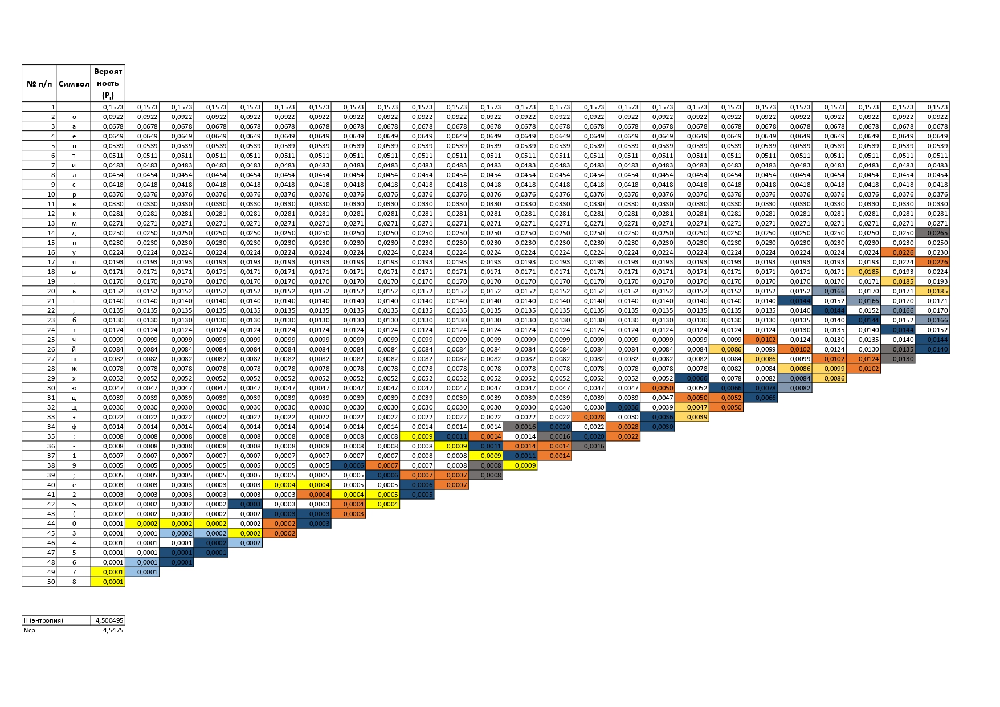 № п/п Символ Вероят
ность
(Pi)
1 0,1573 0,1573 0,1573 0,1573 0,1573 0,1573 0,1573 0,1573 0,1573 0,1573 0,1573 0,1573 0,1573 0,1573 0,1573 0,1573 0,1573 0,1573 0,1573 0,1573 0,1573 0,1573 0,1573 0,1573 0,1573
2 о 0,0922 0,0922 0,0922 0,0922 0,0922 0,0922 0,0922 0,0922 0,0922 0,0922 0,0922 0,0922 0,0922 0,0922 0,0922 0,0922 0,0922 0,0922 0,0922 0,0922 0,0922 0,0922 0,0922 0,0922 0,0922
3 а 0,0678 0,0678 0,0678 0,0678 0,0678 0,0678 0,0678 0,0678 0,0678 0,0678 0,0678 0,0678 0,0678 0,0678 0,0678 0,0678 0,0678 0,0678 0,0678 0,0678 0,0678 0,0678 0,0678 0,0678 0,0678
4 е 0,0649 0,0649 0,0649 0,0649 0,0649 0,0649 0,0649 0,0649 0,0649 0,0649 0,0649 0,0649 0,0649 0,0649 0,0649 0,0649 0,0649 0,0649 0,0649 0,0649 0,0649 0,0649 0,0649 0,0649 0,0649
5 н 0,0539 0,0539 0,0539 0,0539 0,0539 0,0539 0,0539 0,0539 0,0539 0,0539 0,0539 0,0539 0,0539 0,0539 0,0539 0,0539 0,0539 0,0539 0,0539 0,0539 0,0539 0,0539 0,0539 0,0539 0,0539
6 т 0,0511 0,0511 0,0511 0,0511 0,0511 0,0511 0,0511 0,0511 0,0511 0,0511 0,0511 0,0511 0,0511 0,0511 0,0511 0,0511 0,0511 0,0511 0,0511 0,0511 0,0511 0,0511 0,0511 0,0511 0,0511
7 и 0,0483 0,0483 0,0483 0,0483 0,0483 0,0483 0,0483 0,0483 0,0483 0,0483 0,0483 0,0483 0,0483 0,0483 0,0483 0,0483 0,0483 0,0483 0,0483 0,0483 0,0483 0,0483 0,0483 0,0483 0,0483
8 л 0,0454 0,0454 0,0454 0,0454 0,0454 0,0454 0,0454 0,0454 0,0454 0,0454 0,0454 0,0454 0,0454 0,0454 0,0454 0,0454 0,0454 0,0454 0,0454 0,0454 0,0454 0,0454 0,0454 0,0454 0,0454
9 с 0,0418 0,0418 0,0418 0,0418 0,0418 0,0418 0,0418 0,0418 0,0418 0,0418 0,0418 0,0418 0,0418 0,0418 0,0418 0,0418 0,0418 0,0418 0,0418 0,0418 0,0418 0,0418 0,0418 0,0418 0,0418
10 р 0,0376 0,0376 0,0376 0,0376 0,0376 0,0376 0,0376 0,0376 0,0376 0,0376 0,0376 0,0376 0,0376 0,0376 0,0376 0,0376 0,0376 0,0376 0,0376 0,0376 0,0376 0,0376 0,0376 0,0376 0,0376
11 в 0,0330 0,0330 0,0330 0,0330 0,0330 0,0330 0,0330 0,0330 0,0330 0,0330 0,0330 0,0330 0,0330 0,0330 0,0330 0,0330 0,0330 0,0330 0,0330 0,0330 0,0330 0,0330 0,0330 0,0330 0,0330
12 к 0,0281 0,0281 0,0281 0,0281 0,0281 0,0281 0,0281 0,0281 0,0281 0,0281 0,0281 0,0281 0,0281 0,0281 0,0281 0,0281 0,0281 0,0281 0,0281 0,0281 0,0281 0,0281 0,0281 0,0281 0,0281
13 м 0,0271 0,0271 0,0271 0,0271 0,0271 0,0271 0,0271 0,0271 0,0271 0,0271 0,0271 0,0271 0,0271 0,0271 0,0271 0,0271 0,0271 0,0271 0,0271 0,0271 0,0271 0,0271 0,0271 0,0271 0,0271
14 д 0,0250 0,0250 0,0250 0,0250 0,0250 0,0250 0,0250 0,0250 0,0250 0,0250 0,0250 0,0250 0,0250 0,0250 0,0250 0,0250 0,0250 0,0250 0,0250 0,0250 0,0250 0,0250 0,0250 0,0250 0,0265
15 п 0,0230 0,0230 0,0230 0,0230 0,0230 0,0230 0,0230 0,0230 0,0230 0,0230 0,0230 0,0230 0,0230 0,0230 0,0230 0,0230 0,0230 0,0230 0,0230 0,0230 0,0230 0,0230 0,0230 0,0230 0,0250
16 у 0,0224 0,0224 0,0224 0,0224 0,0224 0,0224 0,0224 0,0224 0,0224 0,0224 0,0224 0,0224 0,0224 0,0224 0,0224 0,0224 0,0224 0,0224 0,0224 0,0224 0,0224 0,0224 0,0224 0,0226 0,0230
17 я 0,0193 0,0193 0,0193 0,0193 0,0193 0,0193 0,0193 0,0193 0,0193 0,0193 0,0193 0,0193 0,0193 0,0193 0,0193 0,0193 0,0193 0,0193 0,0193 0,0193 0,0193 0,0193 0,0193 0,0224 0,0226
18 ы 0,0171 0,0171 0,0171 0,0171 0,0171 0,0171 0,0171 0,0171 0,0171 0,0171 0,0171 0,0171 0,0171 0,0171 0,0171 0,0171 0,0171 0,0171 0,0171 0,0171 0,0171 0,0171 0,0185 0,0193 0,0224
19 . 0,0170 0,0170 0,0170 0,0170 0,0170 0,0170 0,0170 0,0170 0,0170 0,0170 0,0170 0,0170 0,0170 0,0170 0,0170 0,0170 0,0170 0,0170 0,0170 0,0170 0,0170 0,0170 0,0171 0,0185 0,0193
20 ь 0,0152 0,0152 0,0152 0,0152 0,0152 0,0152 0,0152 0,0152 0,0152 0,0152 0,0152 0,0152 0,0152 0,0152 0,0152 0,0152 0,0152 0,0152 0,0152 0,0152 0,0152 0,0166 0,0170 0,0171 0,0185
21 г 0,0140 0,0140 0,0140 0,0140 0,0140 0,0140 0,0140 0,0140 0,0140 0,0140 0,0140 0,0140 0,0140 0,0140 0,0140 0,0140 0,0140 0,0140 0,0140 0,0140 0,0144 0,0152 0,0166 0,0170 0,0171
22 , 0,0135 0,0135 0,0135 0,0135 0,0135 0,0135 0,0135 0,0135 0,0135 0,0135 0,0135 0,0135 0,0135 0,0135 0,0135 0,0135 0,0135 0,0135 0,0135 0,0135 0,0140 0,0144 0,0152 0,0166 0,0170
23 б 0,0130 0,0130 0,0130 0,0130 0,0130 0,0130 0,0130 0,0130 0,0130 0,0130 0,0130 0,0130 0,0130 0,0130 0,0130 0,0130 0,0130 0,0130 0,0130 0,0130 0,0135 0,0140 0,0144 0,0152 0,0166
24 з 0,0124 0,0124 0,0124 0,0124 0,0124 0,0124 0,0124 0,0124 0,0124 0,0124 0,0124 0,0124 0,0124 0,0124 0,0124 0,0124 0,0124 0,0124 0,0124 0,0124 0,0130 0,0135 0,0140 0,0144 0,0152
25 ч 0,0099 0,0099 0,0099 0,0099 0,0099 0,0099 0,0099 0,0099 0,0099 0,0099 0,0099 0,0099 0,0099 0,0099 0,0099 0,0099 0,0099 0,0099 0,0099 0,0102 0,0124 0,0130 0,0135 0,0140 0,0144
26 й 0,0084 0,0084 0,0084 0,0084 0,0084 0,0084 0,0084 0,0084 0,0084 0,0084 0,0084 0,0084 0,0084 0,0084 0,0084 0,0084 0,0084 0,0084 0,0086 0,0099 0,0102 0,0124 0,0130 0,0135 0,0140
27 ш 0,0082 0,0082 0,0082 0,0082 0,0082 0,0082 0,0082 0,0082 0,0082 0,0082 0,0082 0,0082 0,0082 0,0082 0,0082 0,0082 0,0082 0,0082 0,0084 0,0086 0,0099 0,0102 0,0124 0,0130
28 ж 0,0078 0,0078 0,0078 0,0078 0,0078 0,0078 0,0078 0,0078 0,0078 0,0078 0,0078 0,0078 0,0078 0,0078 0,0078 0,0078 0,0078 0,0078 0,0082 0,0084 0,0086 0,0099 0,0102
29 х 0,0052 0,0052 0,0052 0,0052 0,0052 0,0052 0,0052 0,0052 0,0052 0,0052 0,0052 0,0052 0,0052 0,0052 0,0052 0,0052 0,0052 0,0066 0,0078 0,0082 0,0084 0,0086
30 ю 0,0047 0,0047 0,0047 0,0047 0,0047 0,0047 0,0047 0,0047 0,0047 0,0047 0,0047 0,0047 0,0047 0,0047 0,0047 0,0047 0,0050 0,0052 0,0066 0,0078 0,0082
31 ц 0,0039 0,0039 0,0039 0,0039 0,0039 0,0039 0,0039 0,0039 0,0039 0,0039 0,0039 0,0039 0,0039 0,0039 0,0039 0,0039 0,0047 0,0050 0,0052 0,0066
32 щ 0,0030 0,0030 0,0030 0,0030 0,0030 0,0030 0,0030 0,0030 0,0030 0,0030 0,0030 0,0030 0,0030 0,0030 0,0030 0,0036 0,0039 0,0047 0,0050
33 э 0,0022 0,0022 0,0022 0,0022 0,0022 0,0022 0,0022 0,0022 0,0022 0,0022 0,0022 0,0022 0,0022 0,0022 0,0028 0,0030 0,0036 0,0039
34 ф 0,0014 0,0014 0,0014 0,0014 0,0014 0,0014 0,0014 0,0014 0,0014 0,0014 0,0014 0,0014 0,0016 0,0020 0,0022 0,0028 0,0030
35 : 0,0008 0,0008 0,0008 0,0008 0,0008 0,0008 0,0008 0,0008 0,0008 0,0009 0,0011 0,0014 0,0014 0,0016 0,0020 0,0022
36 - 0,0008 0,0008 0,0008 0,0008 0,0008 0,0008 0,0008 0,0008 0,0008 0,0008 0,0009 0,0011 0,0014 0,0014 0,0016
37 1 0,0007 0,0007 0,0007 0,0007 0,0007 0,0007 0,0007 0,0007 0,0007 0,0008 0,0008 0,0009 0,0011 0,0014
38 9 0,0005 0,0005 0,0005 0,0005 0,0005 0,0005 0,0005 0,0006 0,0007 0,0007 0,0008 0,0008 0,0009
39 ; 0,0005 0,0005 0,0005 0,0005 0,0005 0,0005 0,0005 0,0005 0,0006 0,0007 0,0007 0,0008
40 ё 0,0003 0,0003 0,0003 0,0003 0,0003 0,0004 0,0004 0,0005 0,0005 0,0006 0,0007
41 2 0,0003 0,0003 0,0003 0,0003 0,0003 0,0003 0,0004 0,0004 0,0005 0,0005
42 ъ 0,0002 0,0002 0,0002 0,0002 0,0003 0,0003 0,0003 0,0004 0,0004
43 ( 0,0002 0,0002 0,0002 0,0002 0,0002 0,0003 0,0003 0,0003
44 0 0,0001 0,0002 0,0002 0,0002 0,0002 0,0002 0,0003
45 3 0,0001 0,0001 0,0002 0,0002 0,0002 0,0002
46 4 0,0001 0,0001 0,0001 0,0002 0,0002
47 5 0,0001 0,0001 0,0001 0,0001
48 6 0,0001 0,0001 0,0001
49 7 0,0001 0,0001
50 8 0,0001
H (энтропия) 4,500495
Nср 4,5475